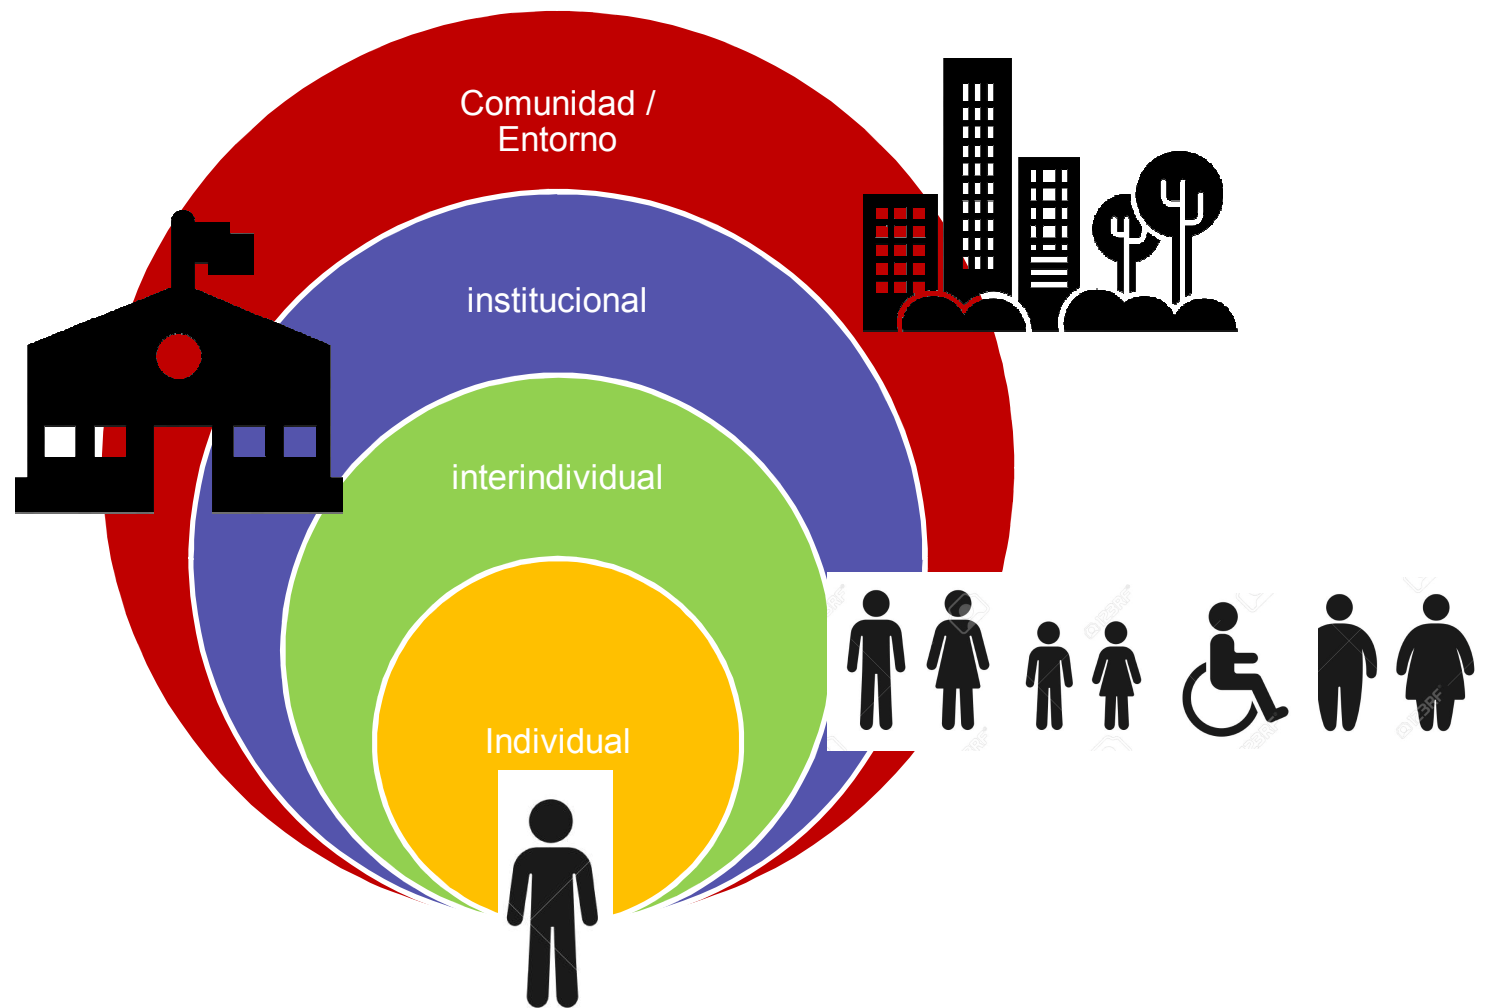 Comunidad /
Entorno
institucional
interindividual
Individual